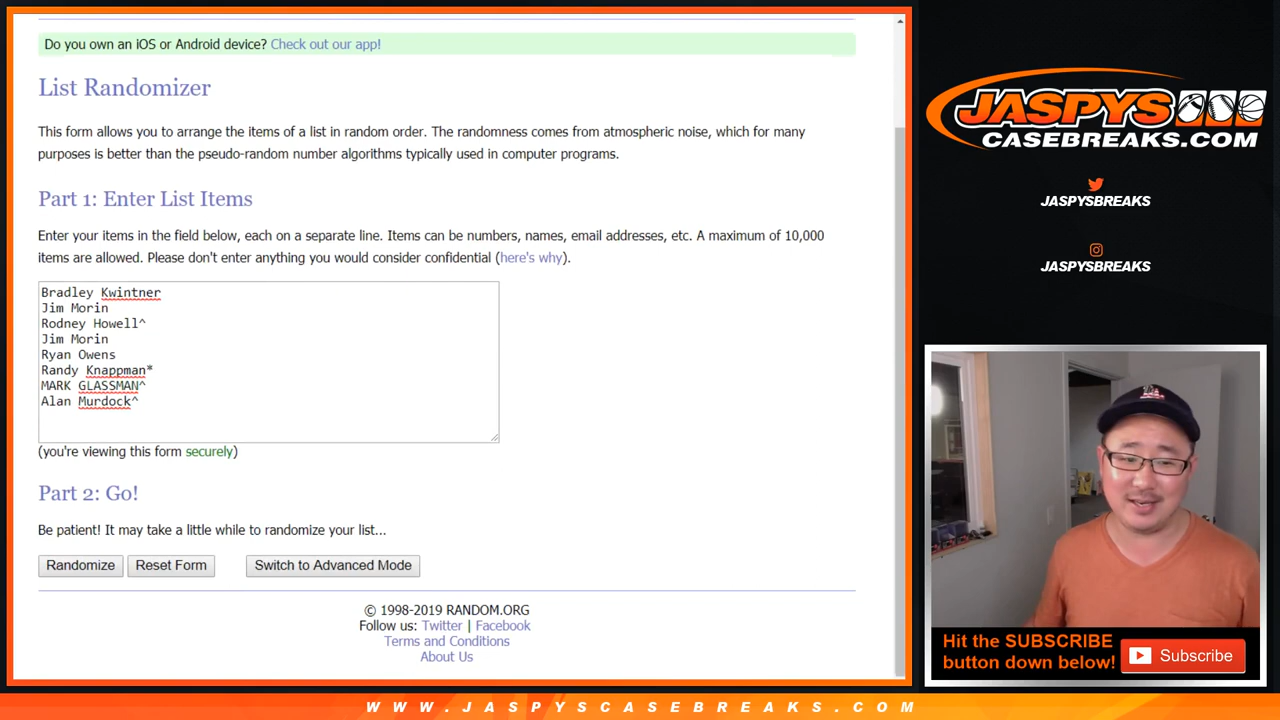 Do you own an iOS or Android device? Check out our app!
List Randomizer
This form allows you to arrange the items of a list in random order. The randomness comes from atmospheric noise, which for many
purposes is better than the pseudo-random number algorithms typically used in computer programs.
Part 1: Enter List Items
Enter your items in the field below, each on a separate line. Items can be numbers, names, email addresses, etc. A maximum of 10,000
items are allowed. Please don't enter anything you would consider confidential (here's why).
Bradley Kwintner
Jim Morin
Rodney Howell^
Jim Morin
Ryan Owens
Randy Knappman*
MARK GLASSMAN^
Alan Murdock^
(you're viewing this form securely)
Part 2: Go!
Be patient! It may take a little while to randomize your list...
Randomize Reset Form Switch to Advanced Mode
© 1998-2019 RANDOM.ORG
Follow us: Twitter | Facebook
Terms and Conditions
About Us
JASPYS
CASEBREAKS.COM
JASPYSBREAKS
JASPYSBREAKS
Hit the SUBSCRIBE
button down below!
Subscribe
WWW.JASPYSCASEBREAKS.COM